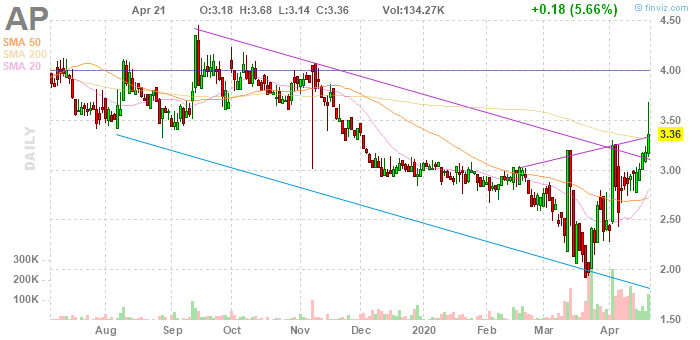 AP Apr 21 O:3.18 H:3.68 L:3.14 C:3.36 Vol:134.27K +0.18 (5.66%) © finviz.com
SMA 50
SMA 200
SMA 20
4.00
3.50
3.36
DAILY
3.00
2.50
300K 2.00
200K
100K
1.50
Aug Sep Oct Nov Dec 2020 Feb Mar Apr